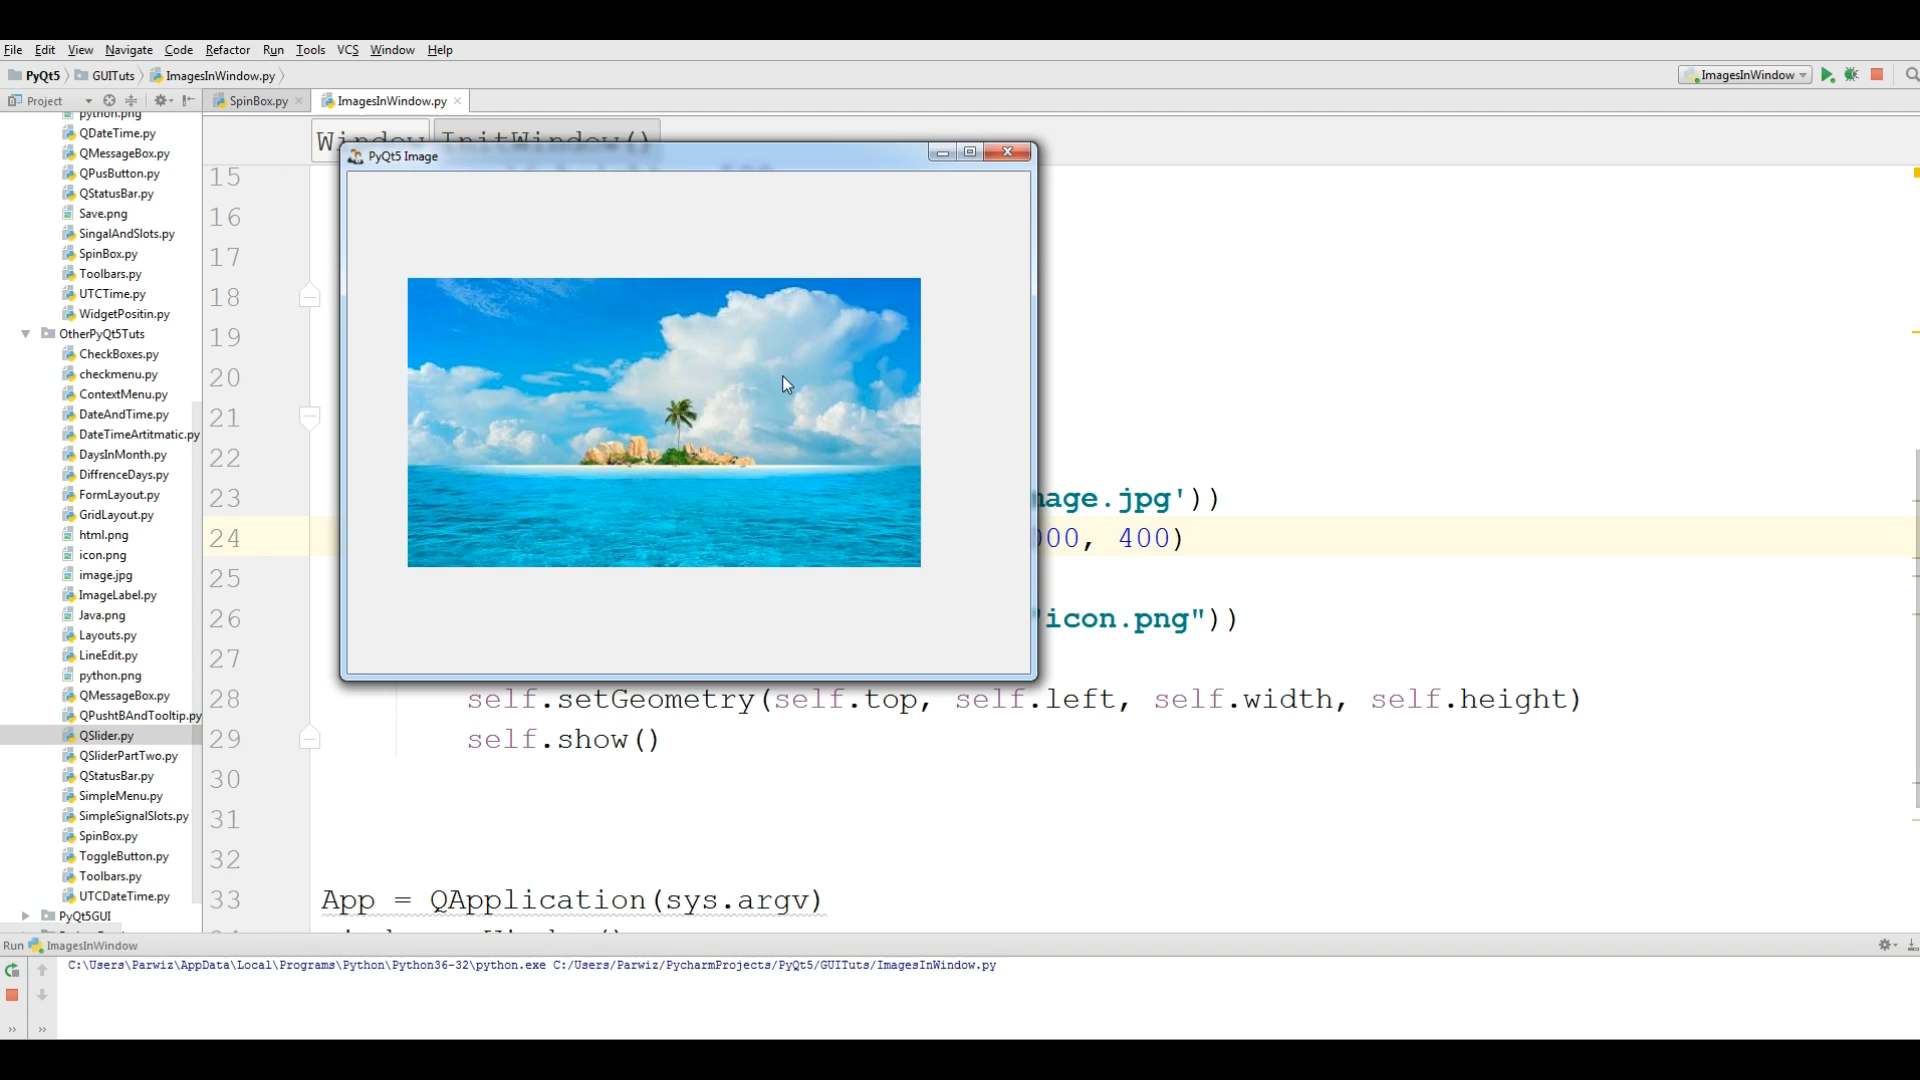 File Edit View Navigate Code Refactor Run Tools VCS Window Help
PyQt5 GUITuts ImagesInWindow.py ImagesInWindow
Project SpinBox.py ImagesInWindow.py
python.png
QDateTime.py
QMessageBox.py
QPusButton.py
QStatusBar.py
Save.png
SingalAndSlots.py
SpinBox.py
Toolbars.py
UTCTime.py
WidgetPositin.py
OtherPyQt5Tuts
CheckBoxes.py
checkmenu.py
ContextMenu.py
DateAndTime.py
DateTimeArtitmatic.py
DaysInMonth.py
DiffrenceDays.py
FormLayout.py
GridLayout.py
html.png
icon.png
image.jpg
ImageLabel.py
Java.png
Layouts.py
LineEdit.py
python.png
QMessageBox.py
QPushtBAndTooltip.py
QSlider.py
QSliderPartTwo.py
QStatusBar.py
SimpleMenu.py
SimpleSignalSlots.py
SpinBox.py
ToggleButton.py
Toolbars.py
UTCDateTime.py
PyQt5GUI
Window InitWindow()
PyQt5 Image
15
16
17
18
19
20
21
22
23 mage.jpg'))
24 000, 400)
25
26 "icon.png"))
27
28 self.setGeometry(self.top, self.left, self.width, self.height)
29 self.show()
30
31
32
33 App = QApplication(sys.argv)
Run ImagesInWindow
C:\Users\Parwiz\AppData\Local\Programs\Python\Python36-32\python.exe C:/Users/Parwiz/PycharmProjects/PyQt5/GUITuts/ImagesInWindow.py